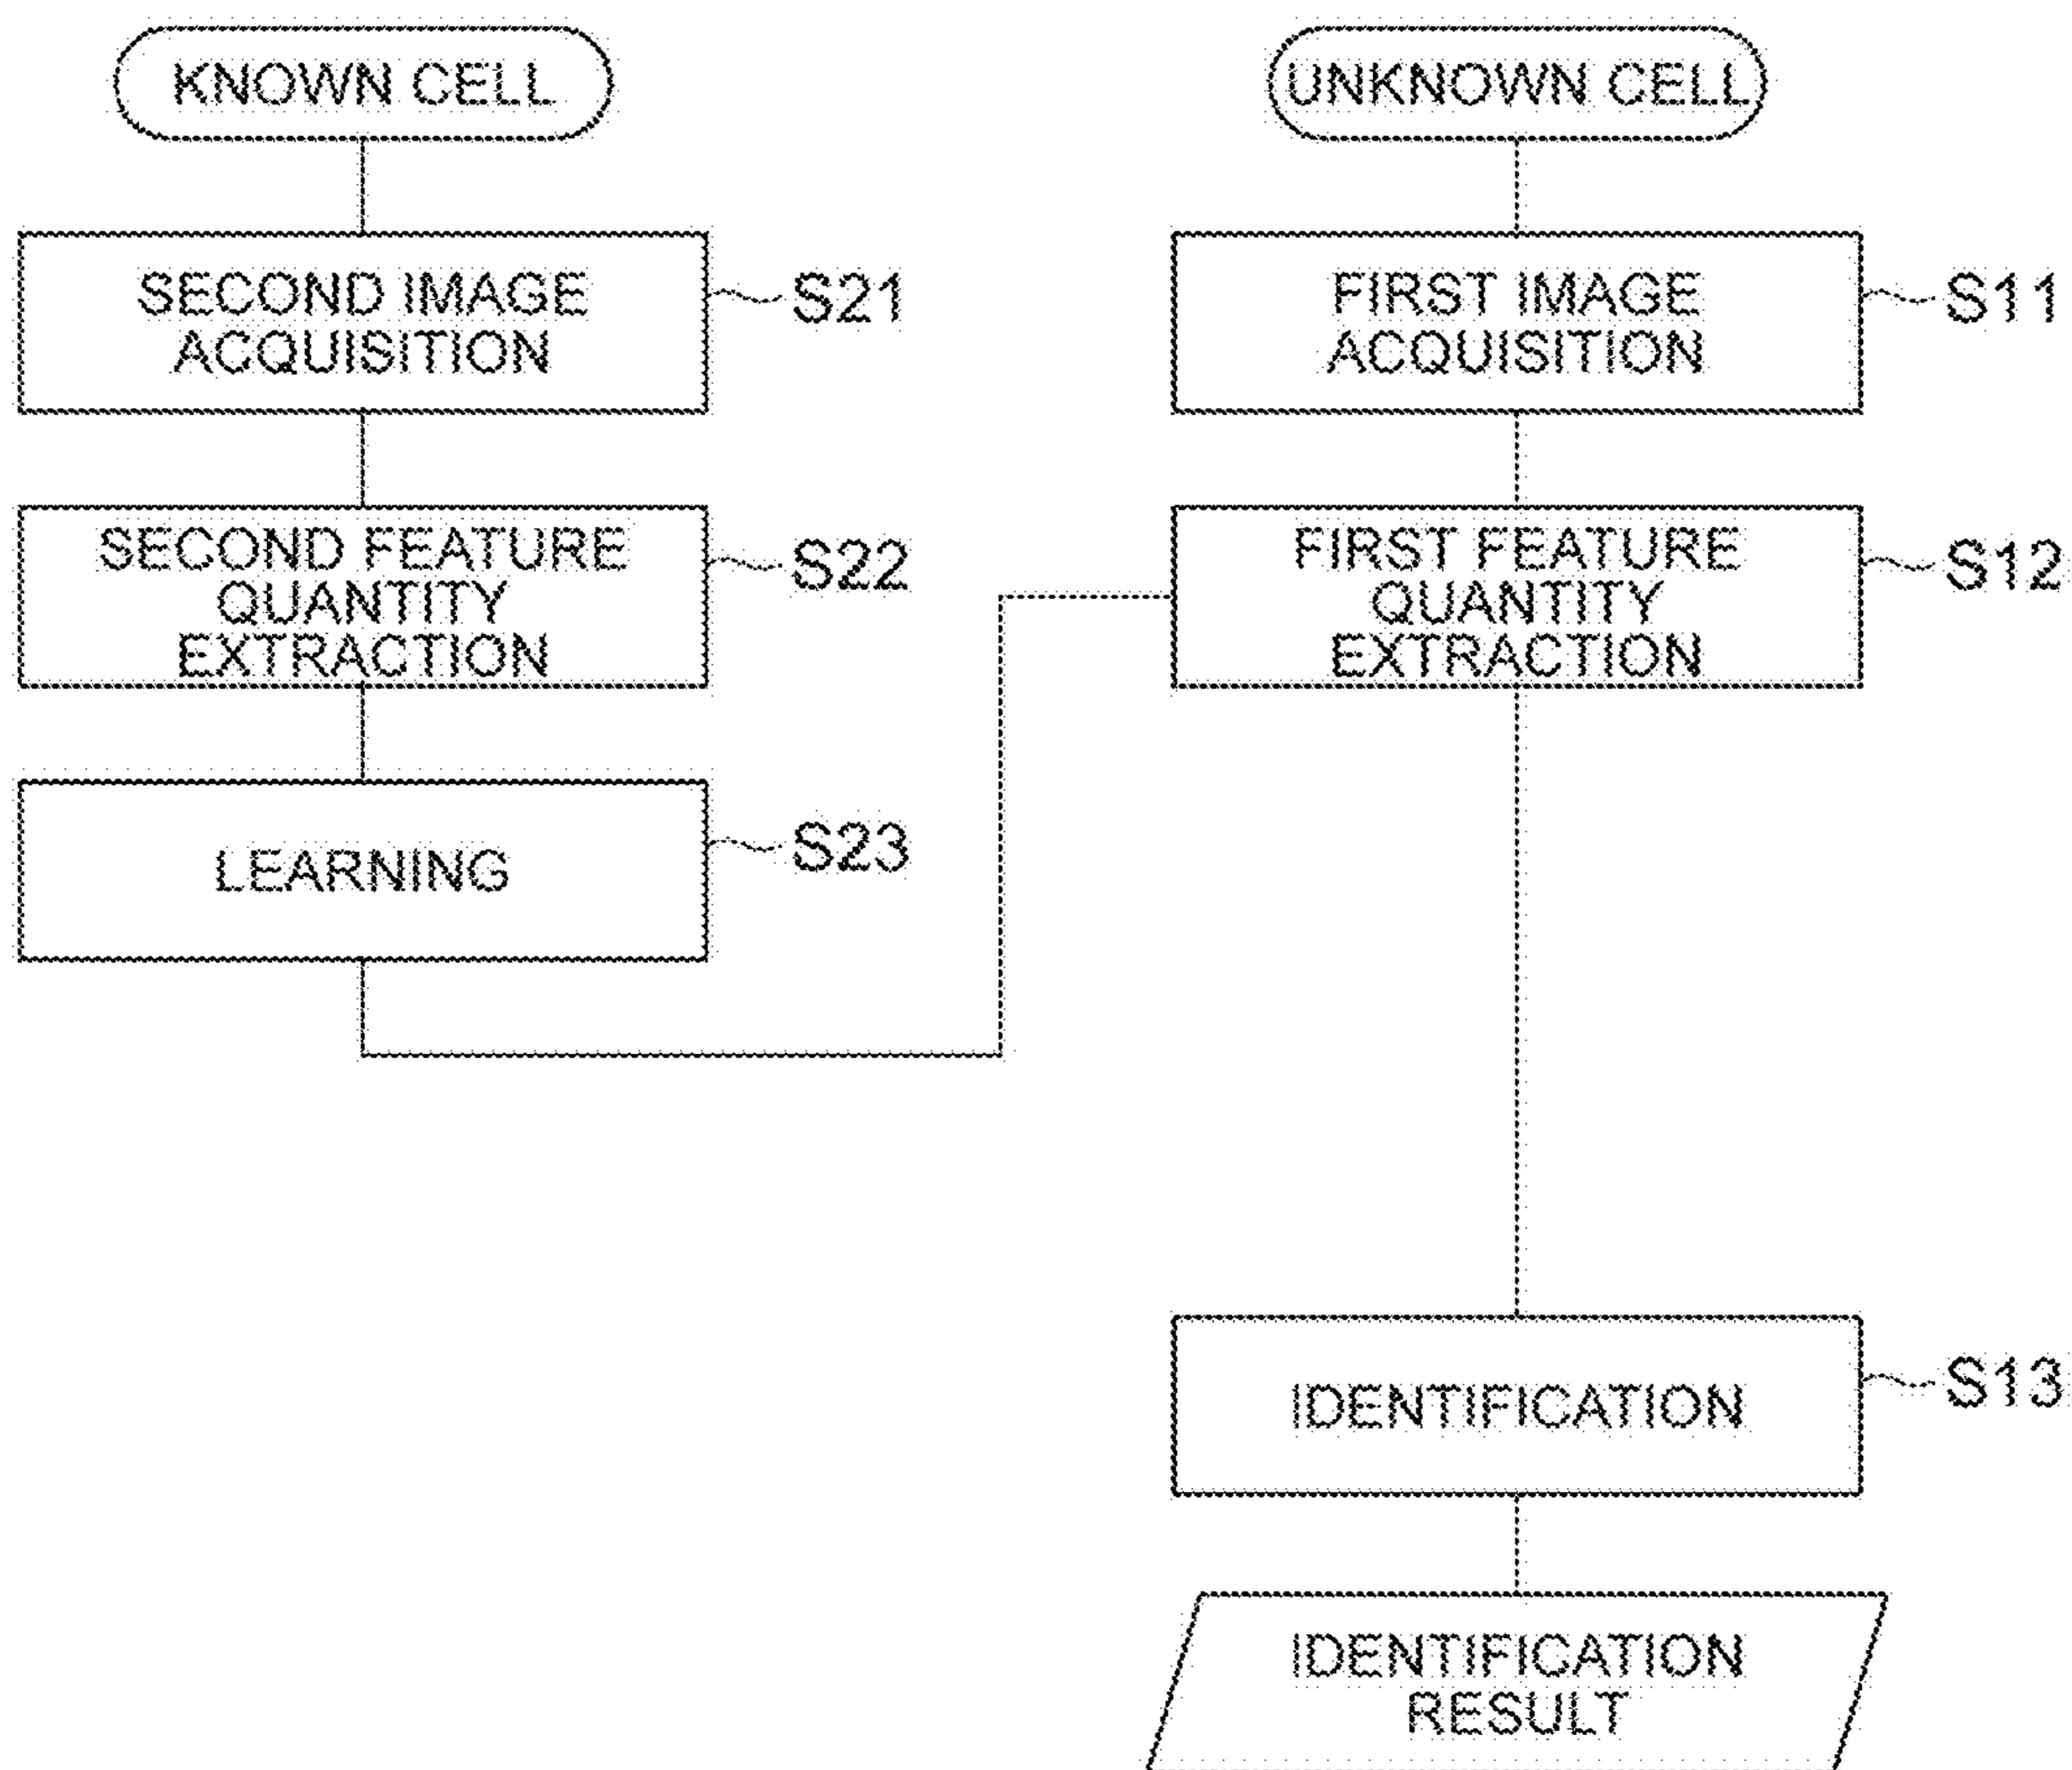 KNOWN CELL
SECOND IMAGE
ACQUISITION
S21
SECOND FEATURE
QUANTITY
EXTRACTION
S22
LEARNING
S23
UNKNOWN CELL
FIRST IMAGE
ACQUISITION
S11
FIRST FEATURE
QUANTITY
EXTRACTION
S12
IDENTIFICATION
S13
IDENTIFICATION
RESULT